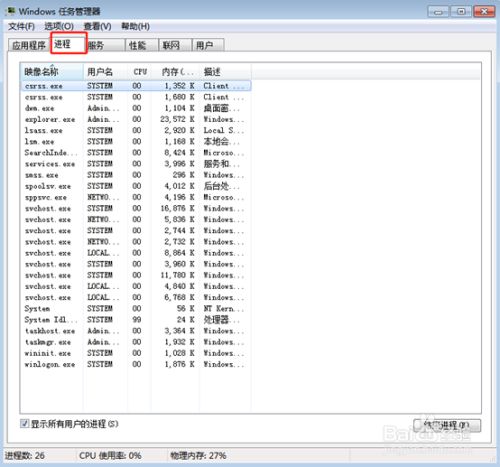 Windows 任务管理器
文件(F) 选项(O) 查看(V) 帮助(H)
应用程序 进程 服务 性能 联网 用户
映像名称 用户名 CPU 内存(... 描述
csrss.exe SYSTEM 00 1,352 K Client ...
csrss.exe SYSTEM 00 1,680 K Client ...
dwm.exe Admin... 00 1,104 K 桌面窗...
explorer.exe Admin... 00 23,572 K Windows...
lsass.exe SYSTEM 00 2,920 K Local S...
lsm.exe SYSTEM 00 1,168 K 本地会...
SearchInde... SYSTEM 00 8,424 K Microso...
services.exe SYSTEM 00 3,996 K 服务和...
smss.exe SYSTEM 00 296 K Windows...
spoolsv.exe SYSTEM 00 4,012 K 后台处...
sppsvc.exe NETWO... 00 4,196 K Microso...
svchost.exe SYSTEM 00 16,876 K Windows...
svchost.exe NETWO... 00 5,836 K Windows...
svchost.exe SYSTEM 00 2,744 K Windows...
svchost.exe NETWO... 00 2,732 K Windows...
svchost.exe LOCAL... 00 8,864 K Windows...
svchost.exe SYSTEM 00 3,960 K Windows...
svchost.exe SYSTEM 00 11,780 K Windows...
svchost.exe LOCAL... 00 4,840 K Windows...
svchost.exe LOCAL... 00 6,768 K Windows...
System SYSTEM 00 56 K NT Kern...
System Idl... SYSTEM 99 24 K 处理器...
taskhost.exe Admin... 00 3,364 K Windows...
taskmgr.exe Admin... 00 1,932 K Windows...
wininit.exe SYSTEM 00 1,028 K Windows...
winlogon.exe SYSTEM 00 1,876 K Windows...
显示所有用户的进程(S) 结束进程(E)
进程数: 26 CPU 使用率: 0% 物理内存: 27%